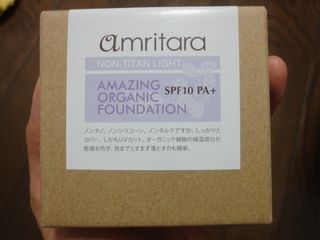 amritara
NON-TITAN LIGHT
AMAZING
ORGANIC SPF10 PA+
FOUNDATION
ノンナノ、ノンシリコーン、ノンタルクですが、しっかりと
カバー。しかもUVカット。オーガニック植物の保湿成分が
乾燥を防ぎ、夜までくすまず落とすのも簡単。